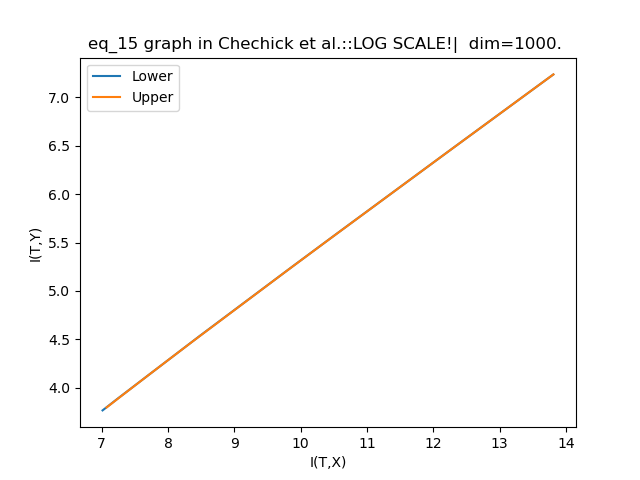 eq_15 graph in Chechick et al.::LOG SCALE!|  dim=1000.
Lower
Upper
7.0
6.5
6.0
5.5
5.0
4.5
4.0
I(T,Y)
7 8 9 10 11 12 13 14
I(T,X)